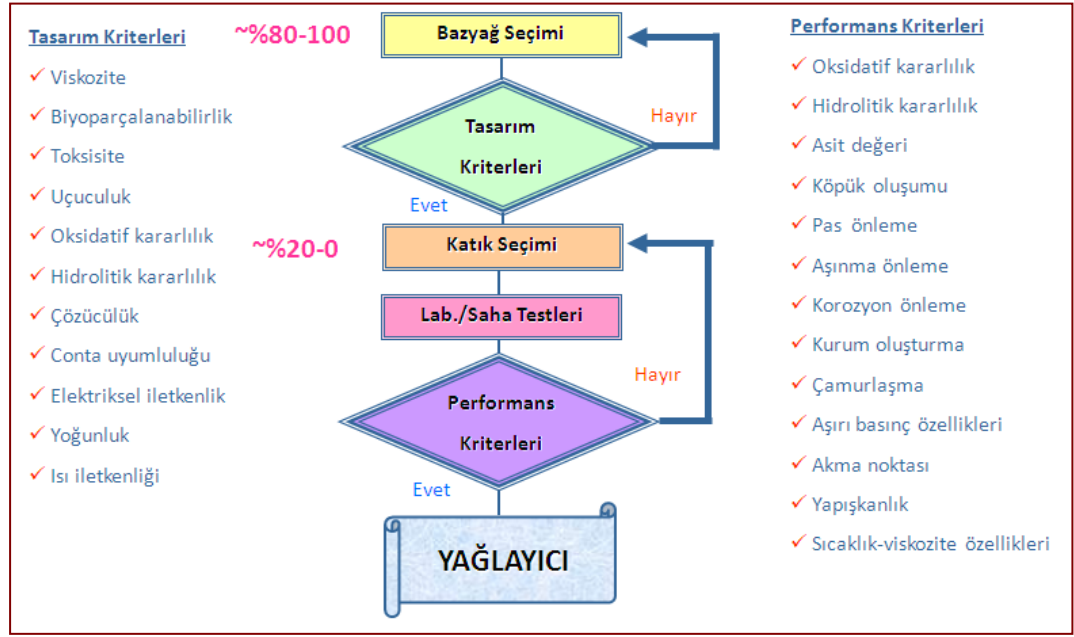 Tasarım Kriterleri
✓ Viskozite
✓ Biyoparçalanabilirlik
✓ Toksisite
✓ Uçuculuk
✓ Oksidatif kararlılık
✓ Hidrolitik kararlılık
✓ Çözücülük
✓ Conta uyumluluğu
✓ Elektriksel iletkenlik
✓ Yoğunluk
✓ Isı iletkenliği
~%80-100
Bazyağ Seçimi
Tasarım
Kriterleri
Hayır
Evet
~%20-0
Katık Seçimi
Lab./Saha Testleri
Performans
Kriterleri
Hayır
Evet
YAĞLAYICI
Performans Kriterleri
✓ Oksidatif kararlılık
✓ Hidrolitik kararlılık
✓ Asit değeri
✓ Köpük oluşumu
✓ Pas önleme
✓ Aşınma önleme
✓ Korozyon önleme
✓ Kurum oluşturma
✓ Çamurlaşma
✓ Aşırı basınç özellikleri
✓ Akma noktası
✓ Yapışkanlık
✓ Sıcaklık-viskozite özellikleri